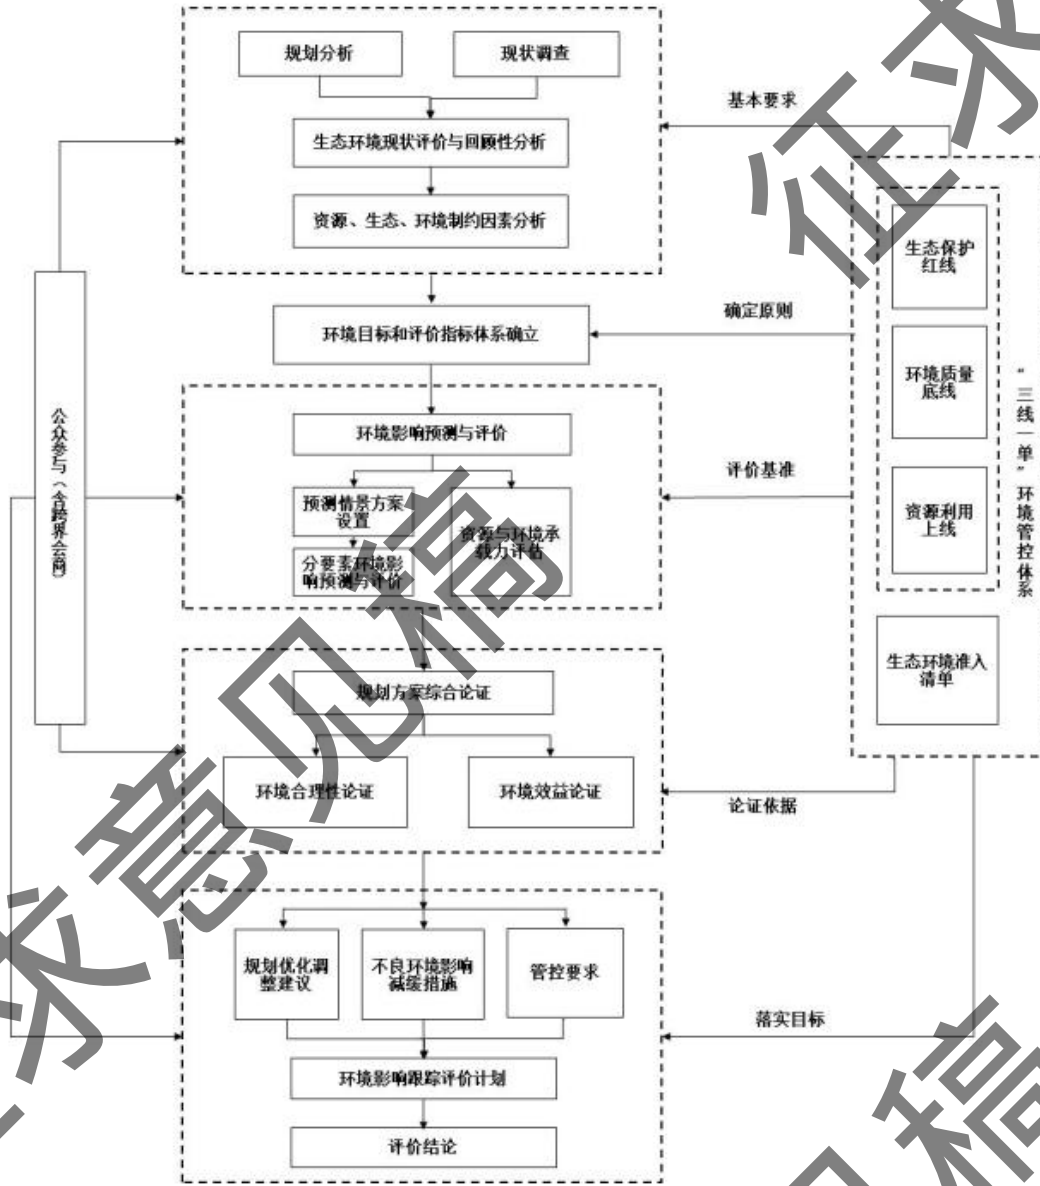 规划分析
现状调查
基本要求
生态环境现状评价与回顾性分析
资源、生态、环境制约因素分析
生态保护
红线
确定原则
环境目标和评价指标体系确立
环境质量
底线
“三线一单”环境管控体系
公众参与（含跨界会商）
环境影响预测与评价
评价基准
预测情景方案
设置
资源与环境承
载力评估
资源利用
上线
分要素环境影
响预测与评价
生态环境准入
清单
规划方案综合论证
环境合理性论证
环境效益论证
论证依据
规划优化调
整建议
不良环境影响
减缓措施
管控要求
落实目标
环境影响跟踪评价计划
评价结论
征求
征求意见稿
见稿